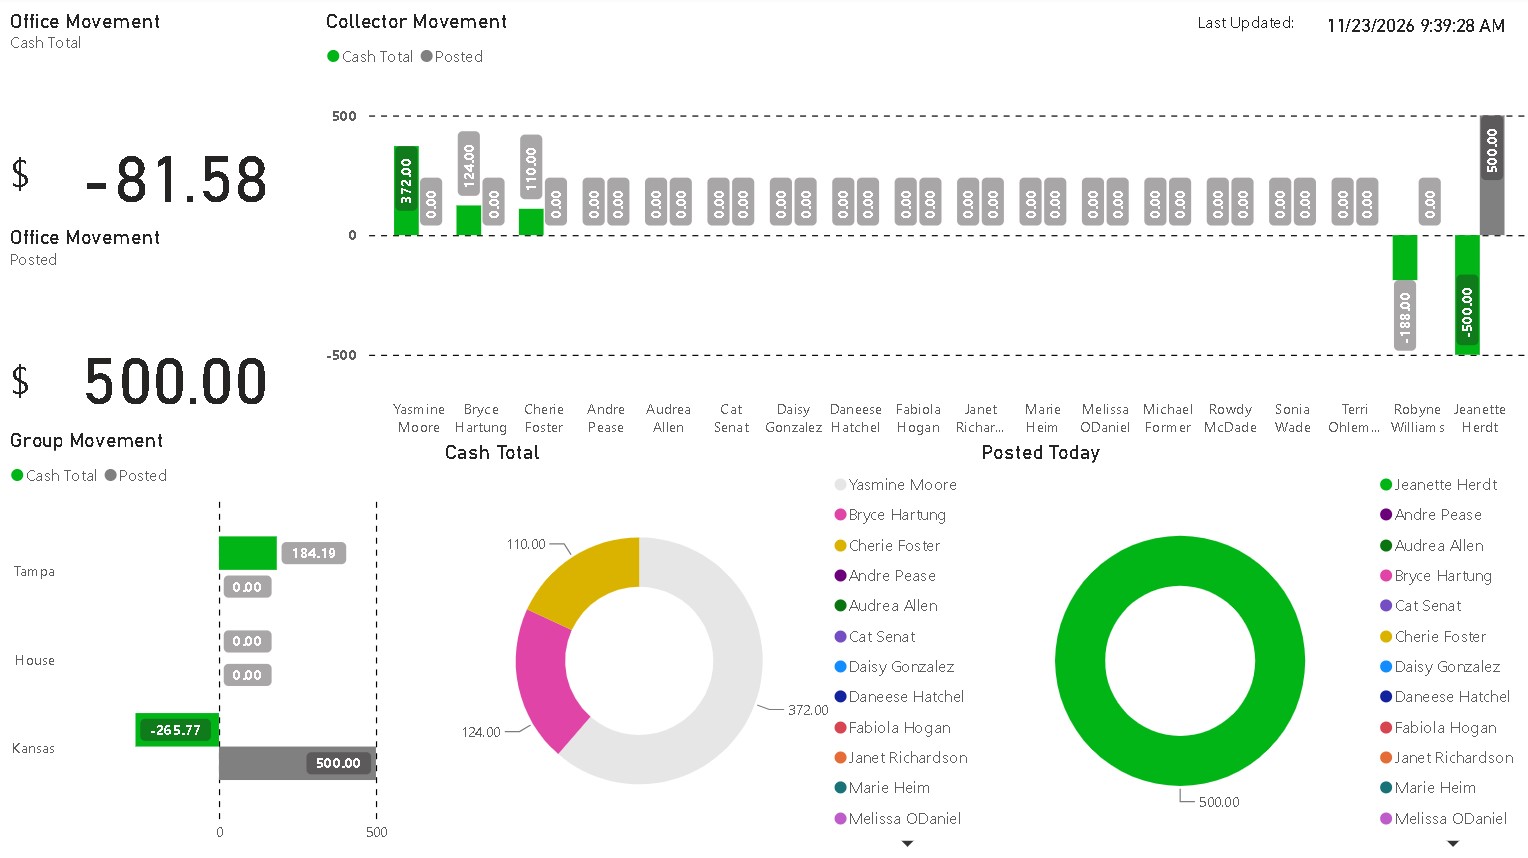 Office Movement
Cash Total
$ -81.58
Office Movement
Posted
$ 500.00
Collector Movement
Last Updated: 11/23/2026 9:39:28 AM
Cash Total Posted
500
0
-500
372.00 0.00 124.00 0.00 110.00 0.00 0.00 0.00 0.00 0.00 0.00 0.00 0.00 0.00 0.00 0.00 0.00 0.00 0.00 0.00 0.00 0.00 0.00 0.00 0.00 0.00 0.00 0.00 0.00 0.00 0.00 0.00 -188.00 0.00 -500.00 500.00
Yasmine Moore
Bryce Hartung
Cherie Foster
Andre Pease
Audrea Allen
Cat Senat
Daisy Gonzalez
Daneese Hatchel
Fabiola Hogan
Janet Richar...
Marie Heim
Melissa ODaniel
Michael Former
Rowdy McDade
Sonia Wade
Terri Ohlem...
Robyne Williams
Jeanette Herdt
Group Movement
Cash Total Posted
Tampa
184.19
0.00
House
0.00
0.00
Kansas
-265.77
500.00
0 500
Cash Total
110.00
124.00
372.00
Yasmine Moore
Bryce Hartung
Cherie Foster
Andre Pease
Audrea Allen
Cat Senat
Daisy Gonzalez
Daneese Hatchel
Fabiola Hogan
Janet Richardson
Marie Heim
Melissa ODaniel
Posted Today
500.00
Jeanette Herdt
Andre Pease
Audrea Allen
Bryce Hartung
Cat Senat
Cherie Foster
Daisy Gonzalez
Daneese Hatchel
Fabiola Hogan
Janet Richardson
Marie Heim
Melissa ODaniel